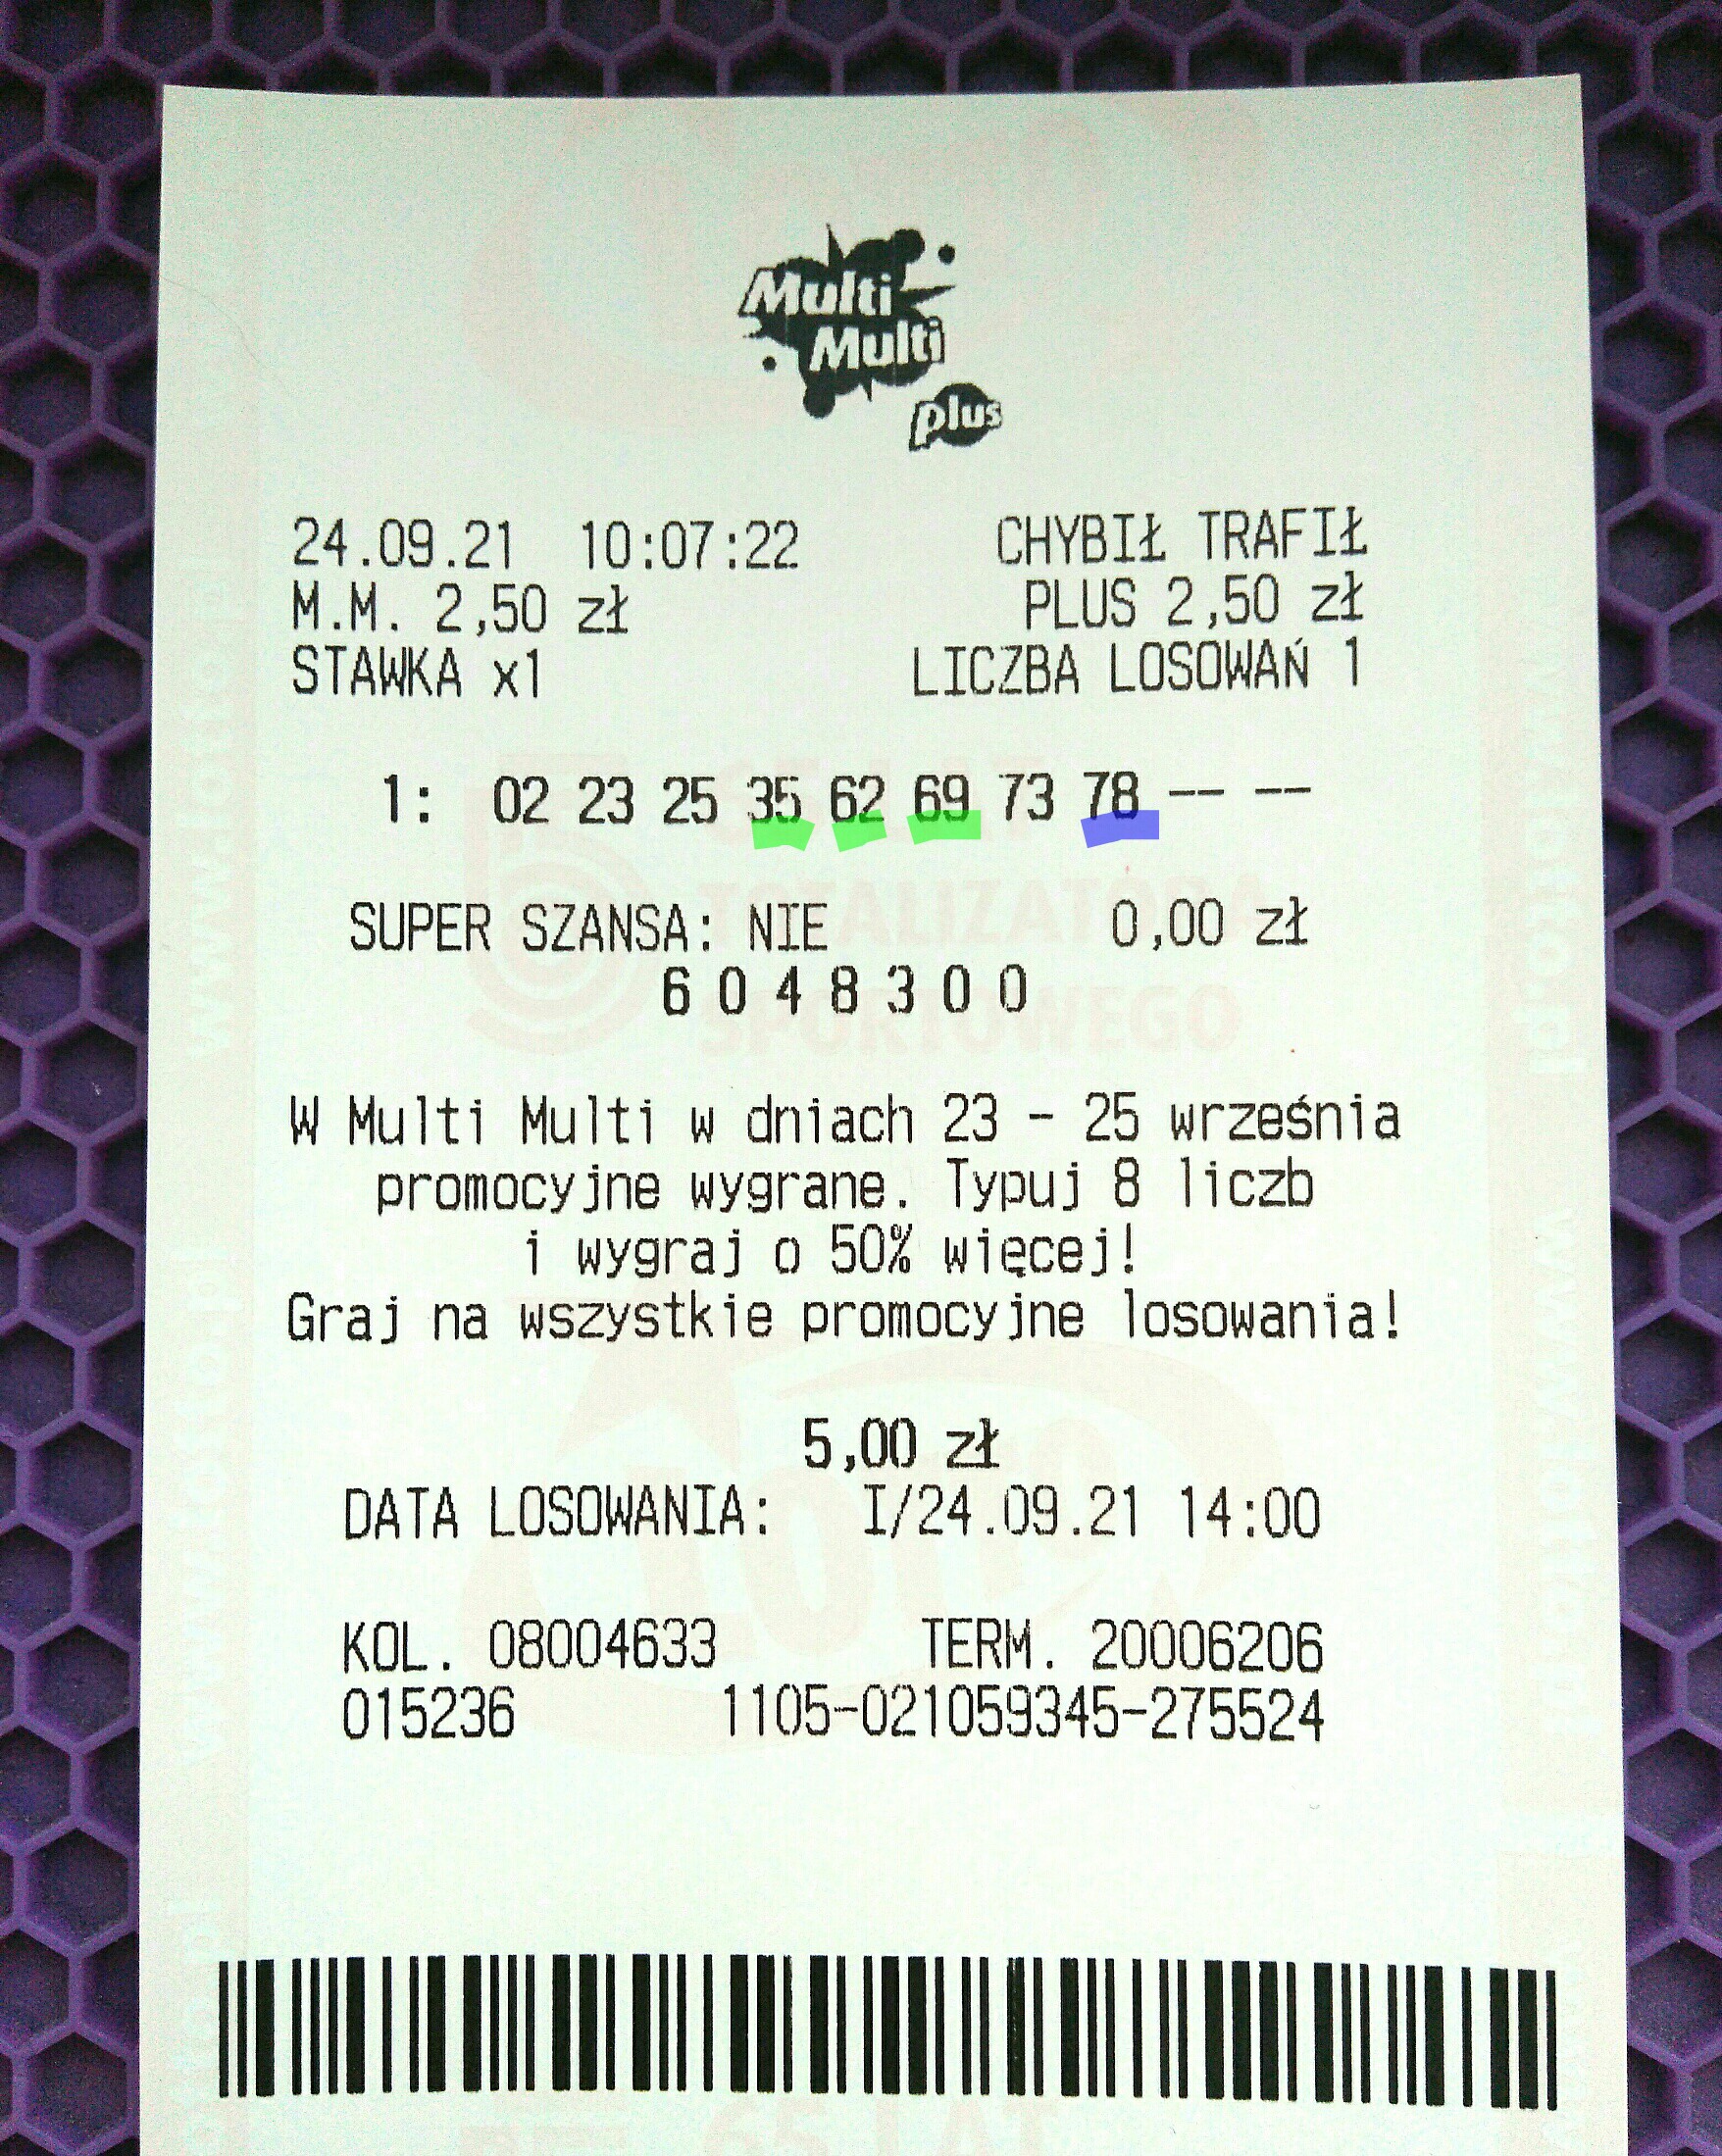 Multi
Multi
plus
24.09.21 10:07:22 CHYBIŁ TRAFIŁ
M.M. 2,50 zł PLUS 2,50 zł
STAWKA x1 LICZBA LOSOWAŃ 1
1: 02 23 25 35 62 69 73 78 -- --
SUPER SZANSA: NIE 0,00 zł
6 0 4 8 3 0 0
W Multi Multi w dniach 23 - 25 września
promocyjne wygrane. Typuj 8 liczb
i wygraj o 50% więcej!
Graj na wszystkie promocyjne losowania!
5,00 zł
DATA LOSOWANIA: I/24.09.21 14:00
KOL. 08004633 TERM. 20006206
015236 1105-021059345-275524
TOTALIZATORA
SPORTOWEGO
65 LAT